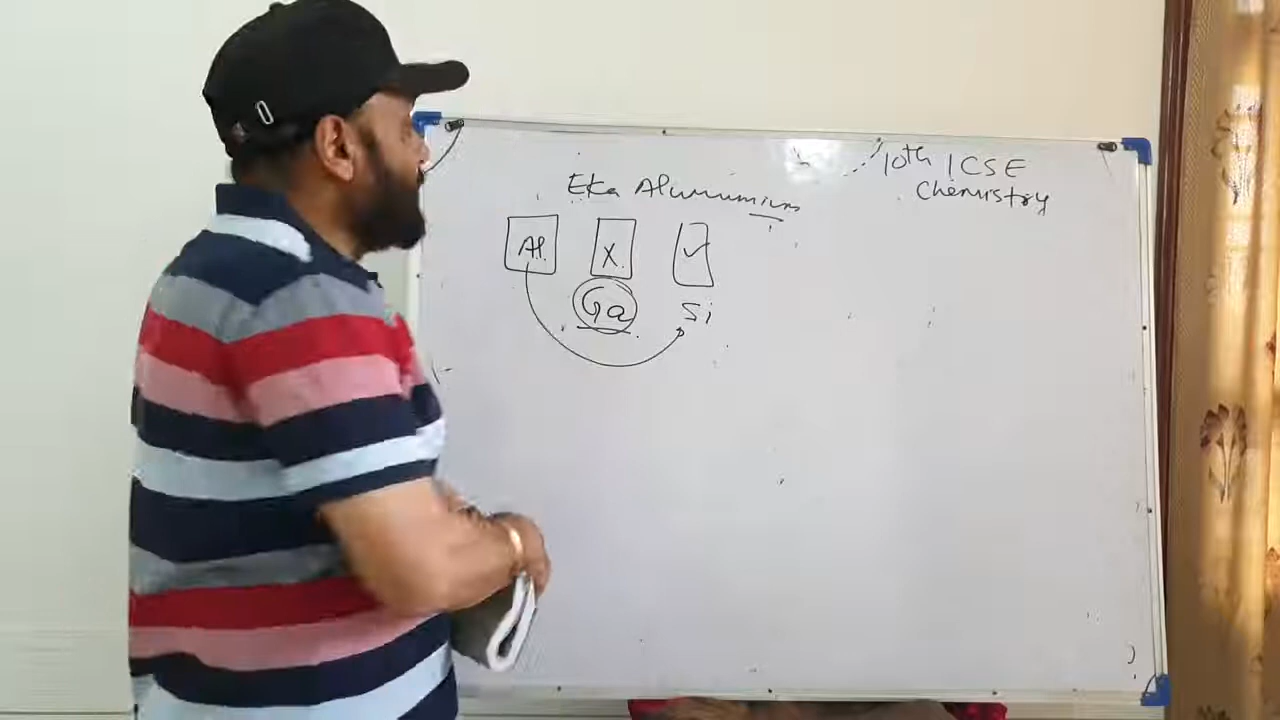 Eka Aluminium
10th ICSE
Chemistry
Al. X.
Ga Si